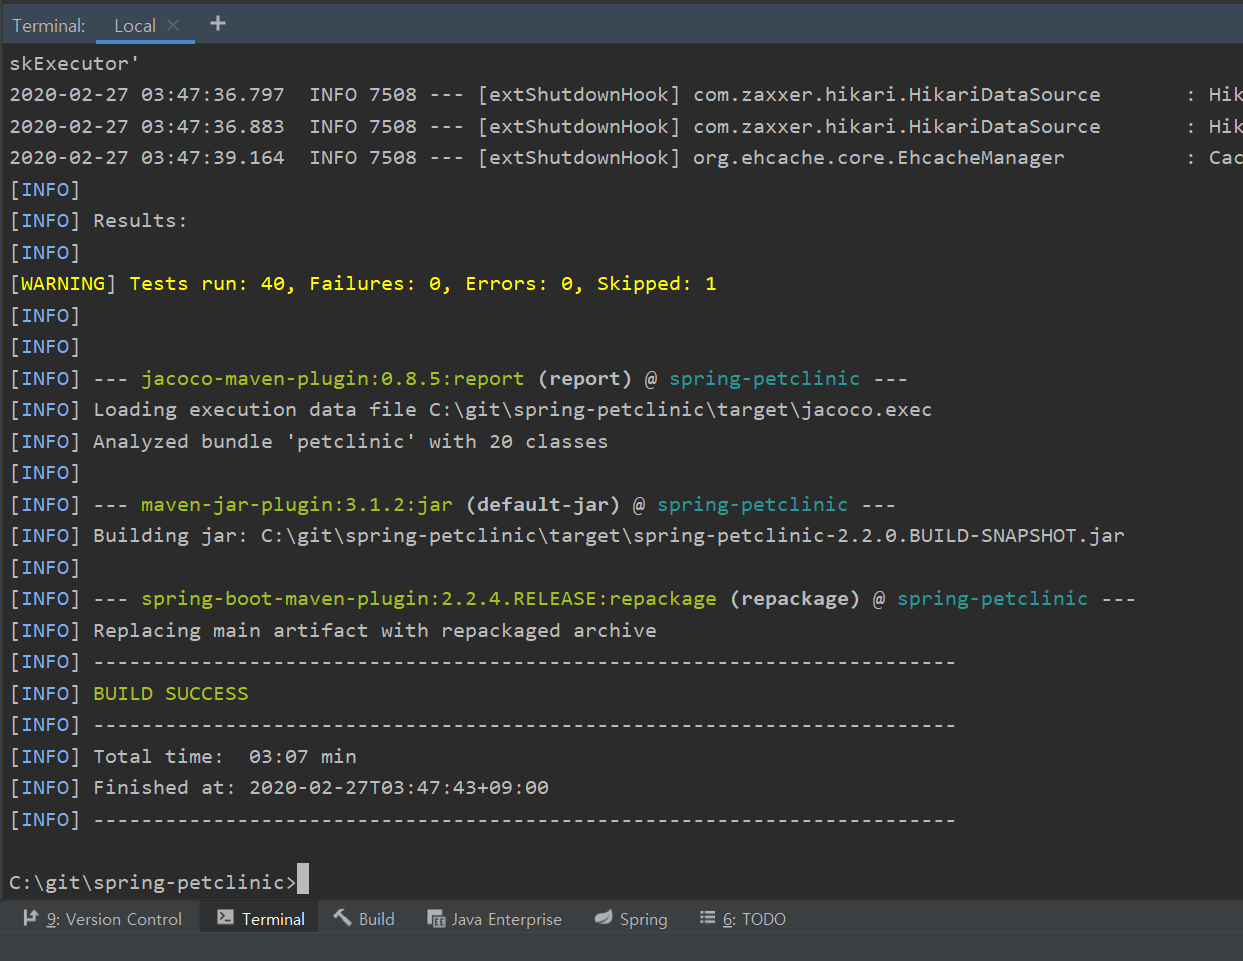 Terminal: Local × +
skExecutor'
2020-02-27 03:47:36.797  INFO 7508 --- [extShutdownHook] com.zaxxer.hikari.HikariDataSource       : Hik
2020-02-27 03:47:36.883  INFO 7508 --- [extShutdownHook] com.zaxxer.hikari.HikariDataSource       : Hik
2020-02-27 03:47:39.164  INFO 7508 --- [extShutdownHook] org.ehcache.core.EhcacheManager          : Cac
[INFO]
[INFO] Results:
[INFO]
[WARNING] Tests run: 40, Failures: 0, Errors: 0, Skipped: 1
[INFO]
[INFO]
[INFO] --- jacoco-maven-plugin:0.8.5:report (report) @ spring-petclinic ---
[INFO] Loading execution data file C:\git\spring-petclinic\target\jacoco.exec
[INFO] Analyzed bundle 'petclinic' with 20 classes
[INFO]
[INFO] --- maven-jar-plugin:3.1.2:jar (default-jar) @ spring-petclinic ---
[INFO] Building jar: C:\git\spring-petclinic\target\spring-petclinic-2.2.0.BUILD-SNAPSHOT.jar
[INFO]
[INFO] --- spring-boot-maven-plugin:2.2.4.RELEASE:repackage (repackage) @ spring-petclinic ---
[INFO] Replacing main artifact with repackaged archive
[INFO] ------------------------------------------------------------------------
[INFO] BUILD SUCCESS
[INFO] ------------------------------------------------------------------------
[INFO] Total time:  03:07 min
[INFO] Finished at: 2020-02-27T03:47:43+09:00
[INFO] ------------------------------------------------------------------------
C:\git\spring-petclinic>
9: Version Control Terminal Build Java Enterprise Spring 6: TODO